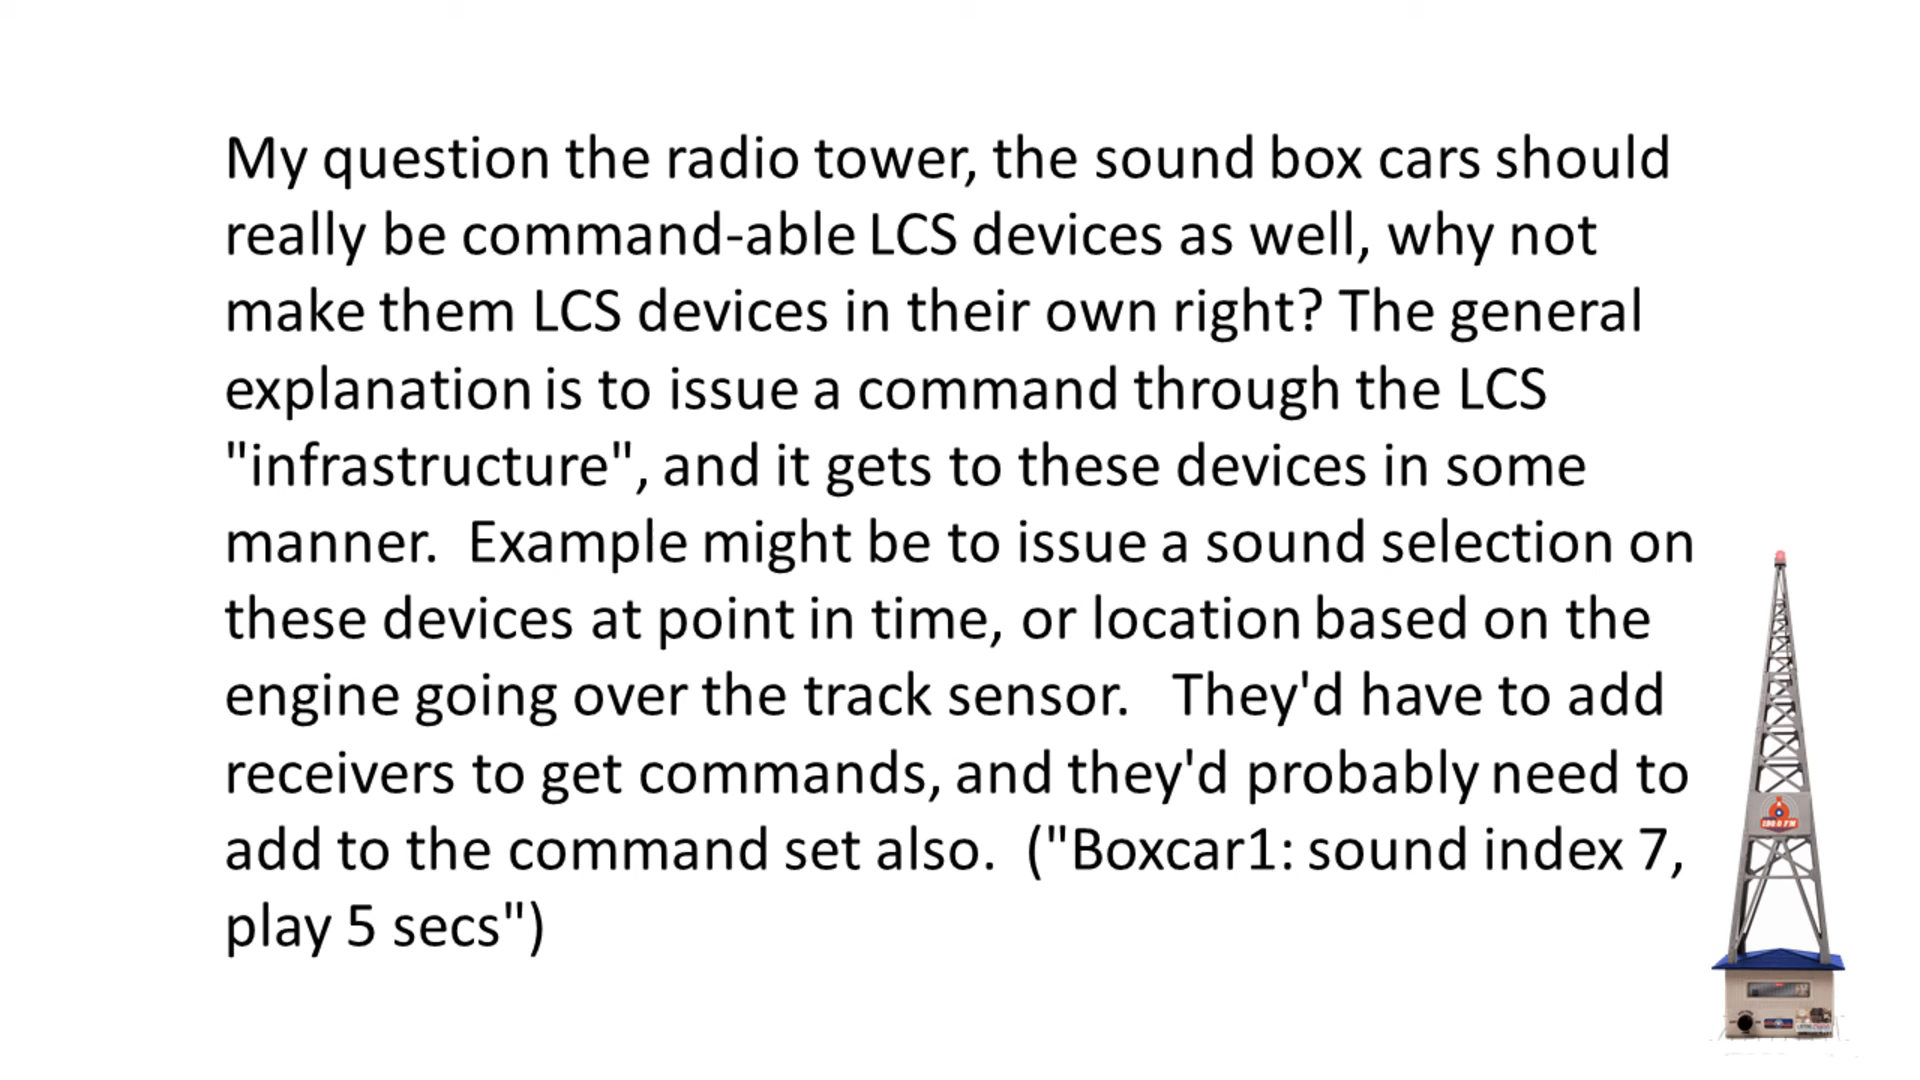 My question the radio tower, the sound box cars should
really be command-able LCS devices as well, why not
make them LCS devices in their own right? The general
explanation is to issue a command through the LCS
"infrastructure", and it gets to these devices in some
manner.  Example might be to issue a sound selection on
these devices at point in time, or location based on the
engine going over the track sensor.   They'd have to add
receivers to get commands, and they'd probably need to
add to the command set also.  ("Boxcar1: sound index 7,
play 5 secs")